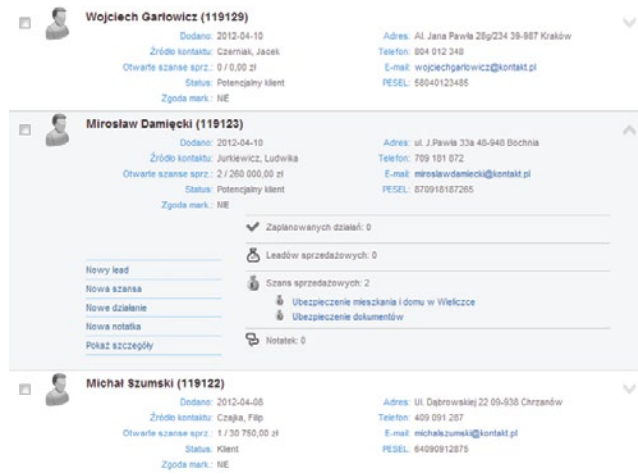 Wojciech Garłowicz (119129)
Dodano: 2012-04-10
Adres: Al. Jana Pawła 28g/234 39-987 Kraków
Źródło kontaktu: Czerniak, Jacek
Telefon: 804 012 348
Otwarte szanse sprz.: 0 / 0,00 zł
E-mail: wojciechgarlowicz@kontakt.pl
Status: Potencjalny klient
PESEL: 58040123485
Zgoda mark.: NIE
Mirosław Damięcki (119123)
Dodano: 2012-04-10
Adres: ul. J.Pawła 33a 48-948 Bochnia
Źródło kontaktu: Jurkiewicz, Ludwika
Telefon: 709 181 872
Otwarte szanse sprz.: 2 / 260 000,00 zł
E-mail: miroslawdamiecki@kontakt.pl
Status: Potencjalny klient
PESEL: 870918187265
Zgoda mark.: NIE
Zaplanowanych działań: 0
Leadów sprzedażowych: 0
Nowy lead
Szans sprzedażowych: 2
Nowa szansa
Ubezpieczenie mieszkania i domu w Wieliczce
Nowe działanie
Ubezpieczenie dokumentów
Nowa notatka
Notatek: 0
Pokaż szczegóły
Michał Szumski (119122)
Dodano: 2012-04-08
Adres: Ul. Dąbrowskiej 22 09-938 Chrzanów
Źródło kontaktu: Czajka, Filip
Telefon: 409 091 287
Otwarte szanse sprz.: 1 / 30 750,00 zł
E-mail: michalszumski@kontakt.pl
Status: Klient
PESEL: 64090912875
Zgoda mark.: NIE